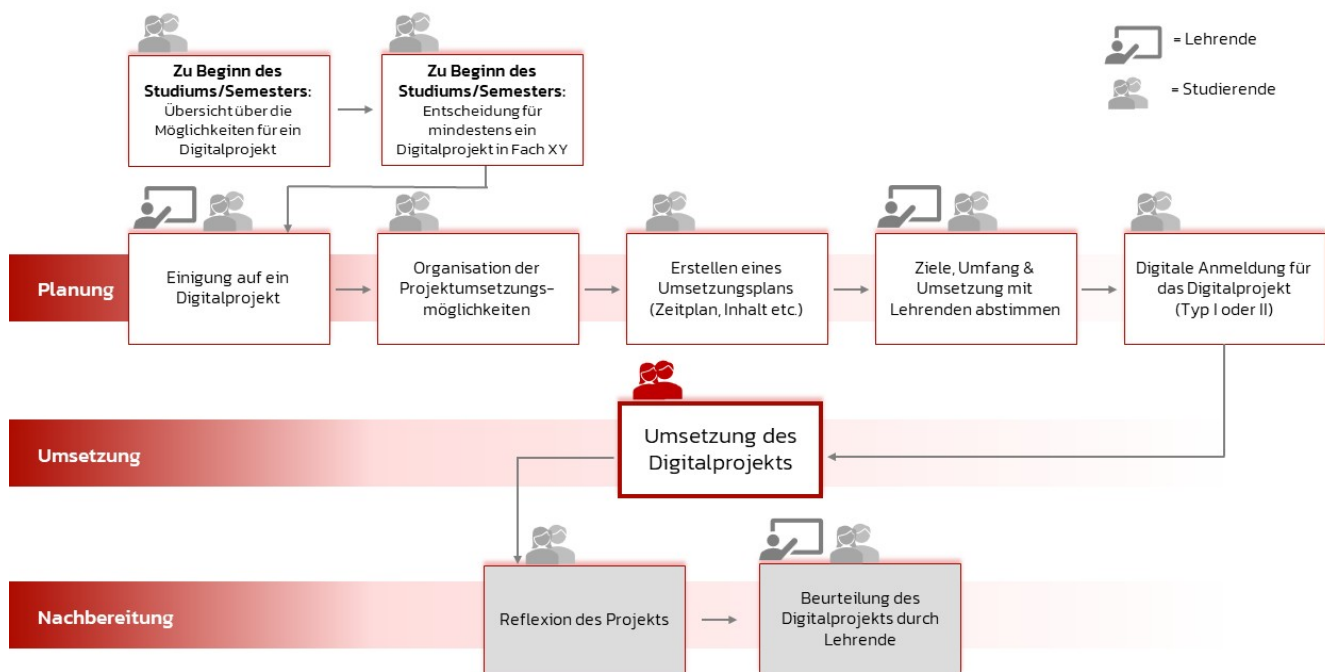 Zu Beginn des
Studiums/Semesters:
Übersicht über die
Möglichkeiten für ein
Digitalprojekt
Zu Beginn des
Studiums/Semesters:
Entscheidung für
mindestens ein
Digitalprojekt in Fach XY
= Lehrende
= Studierende
Planung
Einigung auf ein
Digitalprojekt
Organisation der
Projektumsetzungs-
möglichkeiten
Erstellen eines
Umsetzungsplans
(Zeitplan, Inhalt etc.)
Ziele, Umfang &
Umsetzung mit
Lehrenden abstimmen
Digitale Anmeldung für
das Digitalprojekt
(Typ I oder II)
Umsetzung
Umsetzung des
Digitalprojekts
Nachbereitung
Reflexion des Projekts
Beurteilung des
Digitalprojekts durch
Lehrende